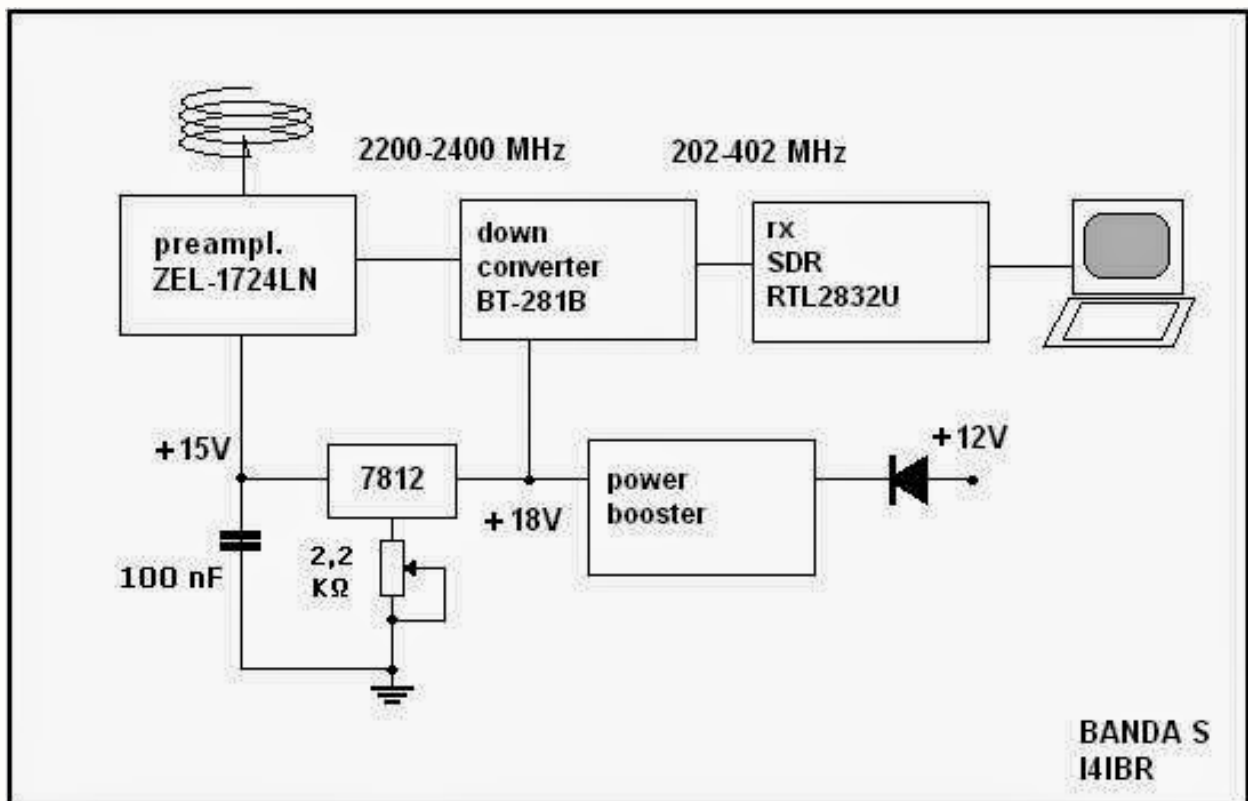 2200-2400 MHz
202-402 MHz
preampl.
ZEL-1724LN
down
converter
BT-281B
rx
SDR
RTL2832U
+15V
7812
+18V
power
booster
+12V
100 nF
2,2
KΩ
BANDA S
I4IBR